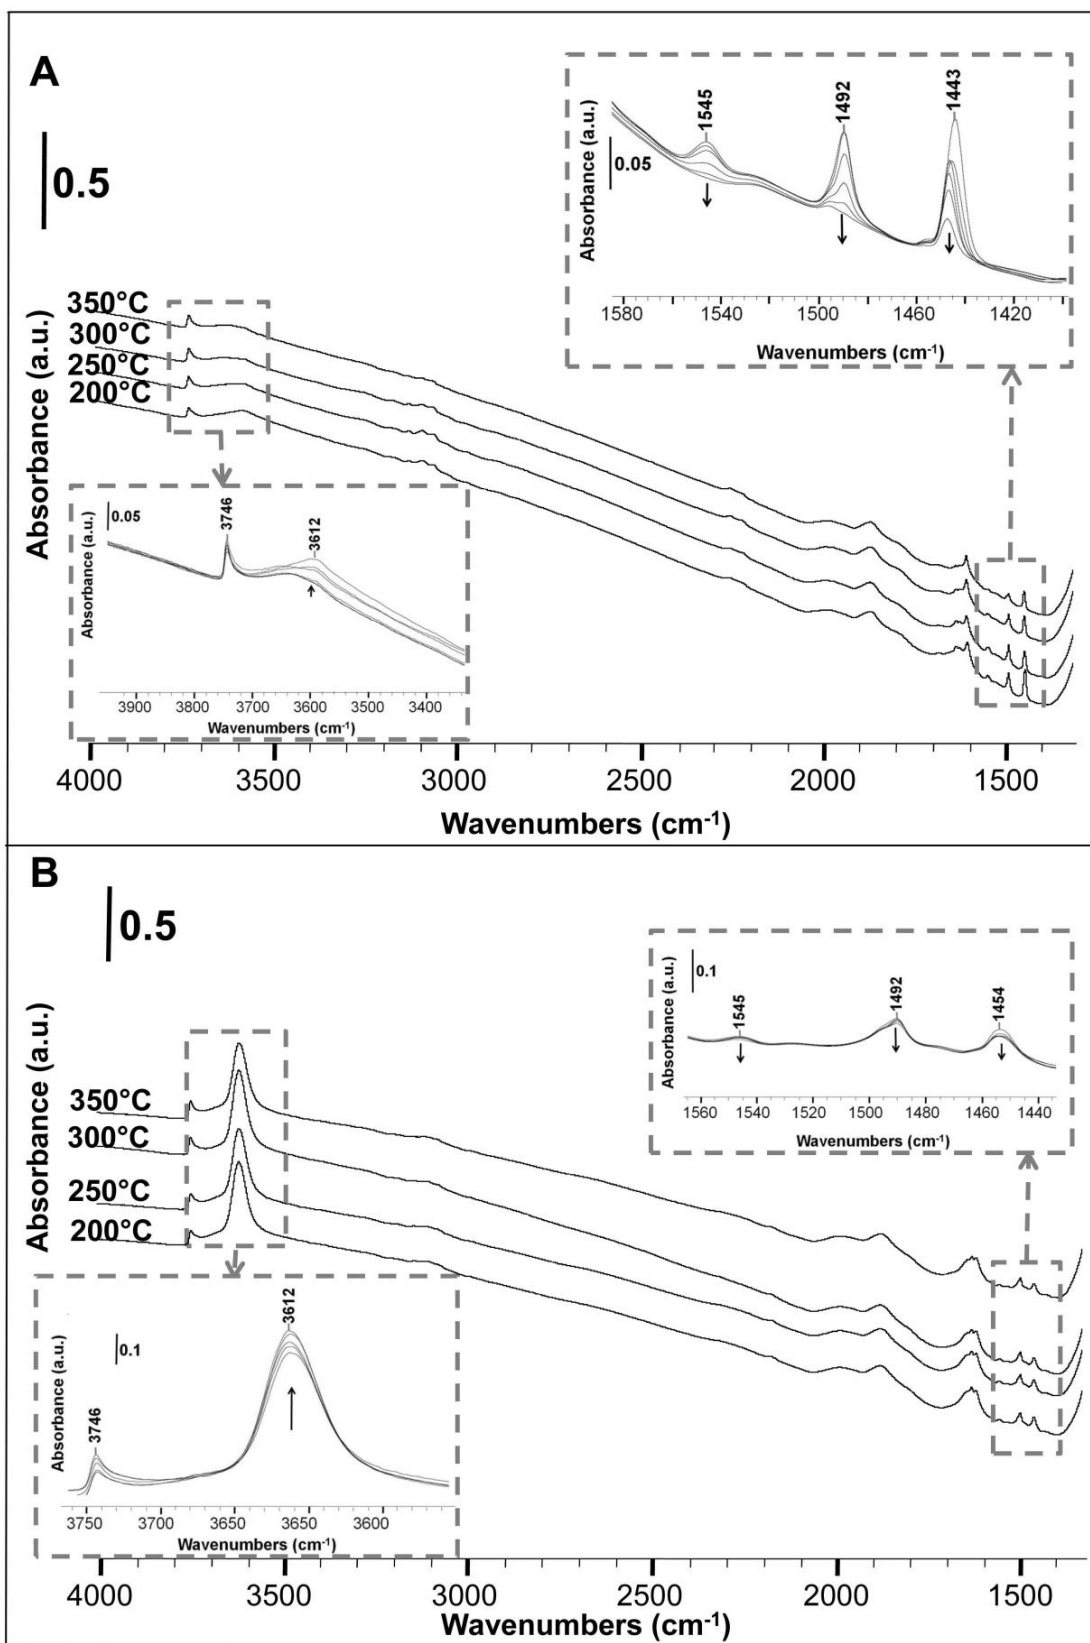 A
0.5
350°C
300°C
250°C
200°C
Absorbance (a.u.)
1545
1492
1443
Absorbance (a.u.)
0.05
1580 1540 1500 1460 1420
Wavenumbers (cm-1)
0.05
3746
3612
Absorbance (a.u.)
3900 3800 3700 3600 3500 3400
Wavenumbers (cm-1)
4000 3500 3000 2500 2000 1500
Wavenumbers (cm-1)
B
0.5
350°C
300°C
250°C
200°C
Absorbance (a.u.)
0.1
1545
1492
1454
Absorbance (a.u.)
1560 1540 1520 1500 1480 1460 1440
Wavenumbers (cm-1)
3612
0.1
3746
Absorbance (a.u.)
3750 3700 3650 3650 3600
Wavenumbers (cm-1)
4000 3500 3000 2500 2000 1500
Wavenumbers (cm-1)